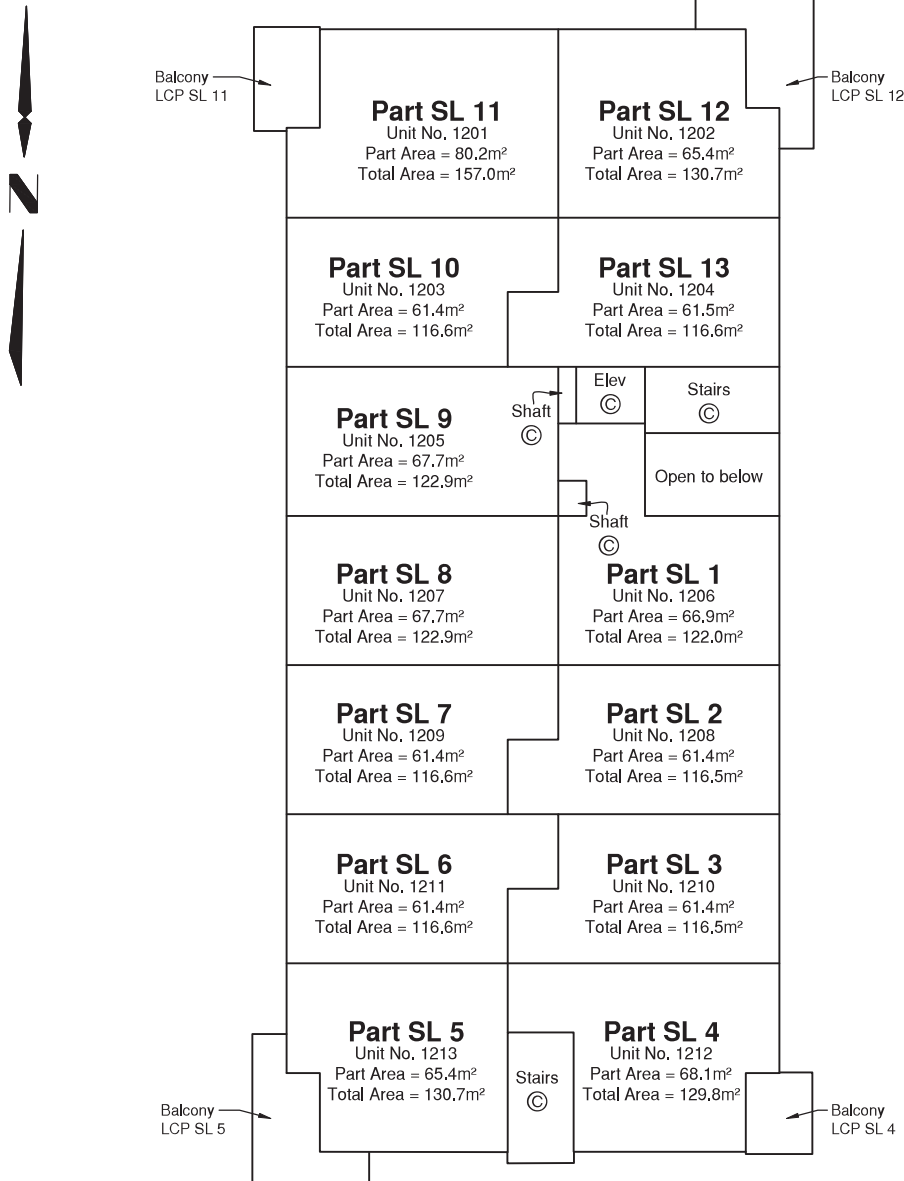 Balcony
LCP SL 11
Balcony
LCP SL 12
N
Part SL 11
Unit No. 1201
Part Area = 80.2m²
Total Area = 157.0m²
Part SL 12
Unit No. 1202
Part Area = 65.4m²
Total Area = 130.7m²
Part SL 10
Unit No. 1203
Part Area = 61.4m²
Total Area = 116.6m²
Part SL 13
Unit No. 1204
Part Area = 61.5m²
Total Area = 116.6m²
Part SL 9
Unit No. 1205
Part Area = 67.7m²
Total Area = 122.9m²
Shaft
©
Elev
©
Stairs
©
Open to below
Shaft
©
Part SL 8
Unit No. 1207
Part Area = 67.7m²
Total Area = 122.9m²
Part SL 1
Unit No. 1206
Part Area = 66.9m²
Total Area = 122.0m²
Part SL 7
Unit No. 1209
Part Area = 61.4m²
Total Area = 116.6m²
Part SL 2
Unit No. 1208
Part Area = 61.4m²
Total Area = 116.5m²
Part SL 6
Unit No. 1211
Part Area = 61.4m²
Total Area = 116.6m²
Part SL 3
Unit No. 1210
Part Area = 61.4m²
Total Area = 116.5m²
Part SL 5
Unit No. 1213
Part Area = 65.4m²
Total Area = 130.7m²
Stairs
©
Part SL 4
Unit No. 1212
Part Area = 68.1m²
Total Area = 129.8m²
Balcony
LCP SL 5
Balcony
LCP SL 4